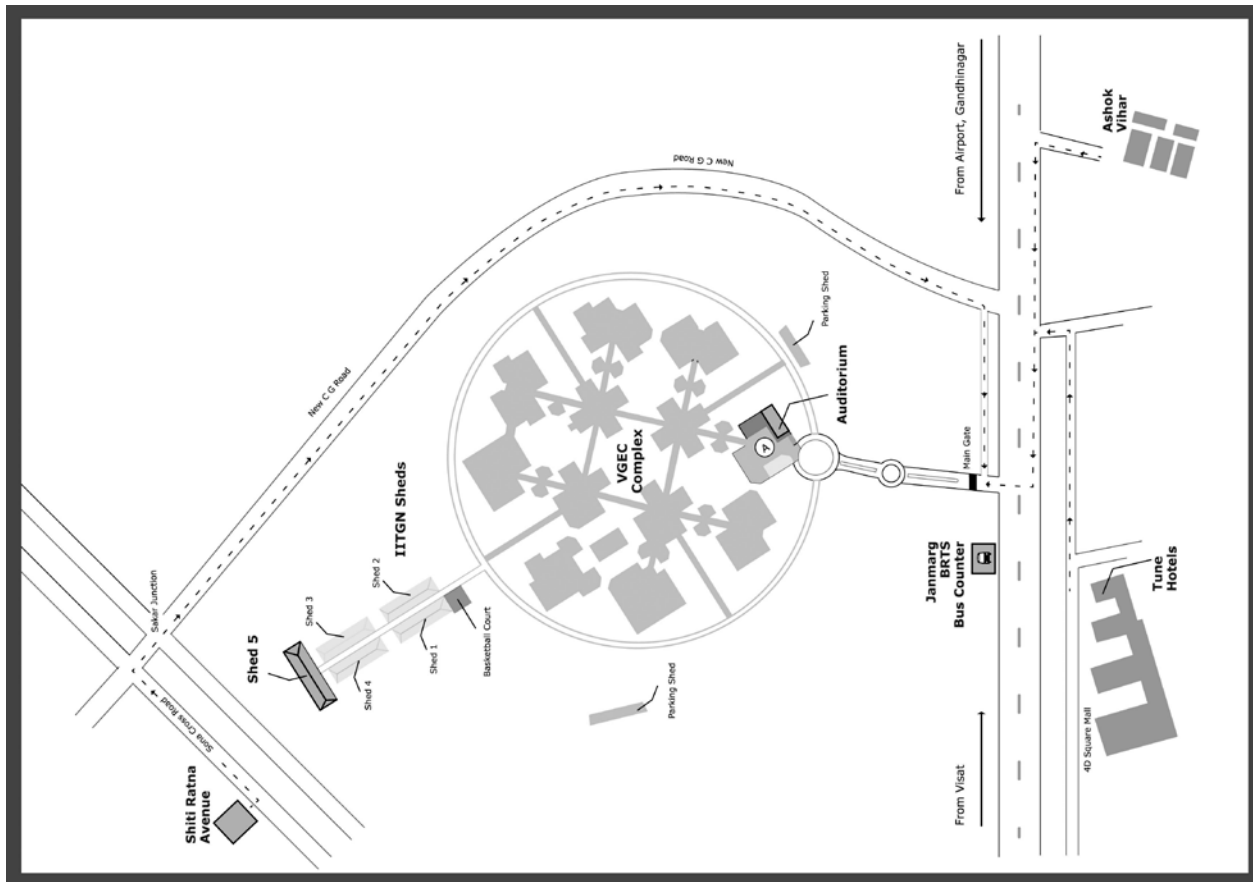 From Airport, Gandhinagar
Ashok
Vihar
New C G Road
Parking Shed
New C G Road
Auditorium
VGEC
Complex
A
Main Gate
IITGN Sheds
Shed 2
Sakar Junction
Shed 3
Shed 5
Shed 1
Basketball Court
Shed 4
Janmarg
BRTS
Bus Counter
Tune
Hotels
Parking Shed
Sona Cross Road
4D Square Mall
From Visat
Shiti Ratna
Avenue